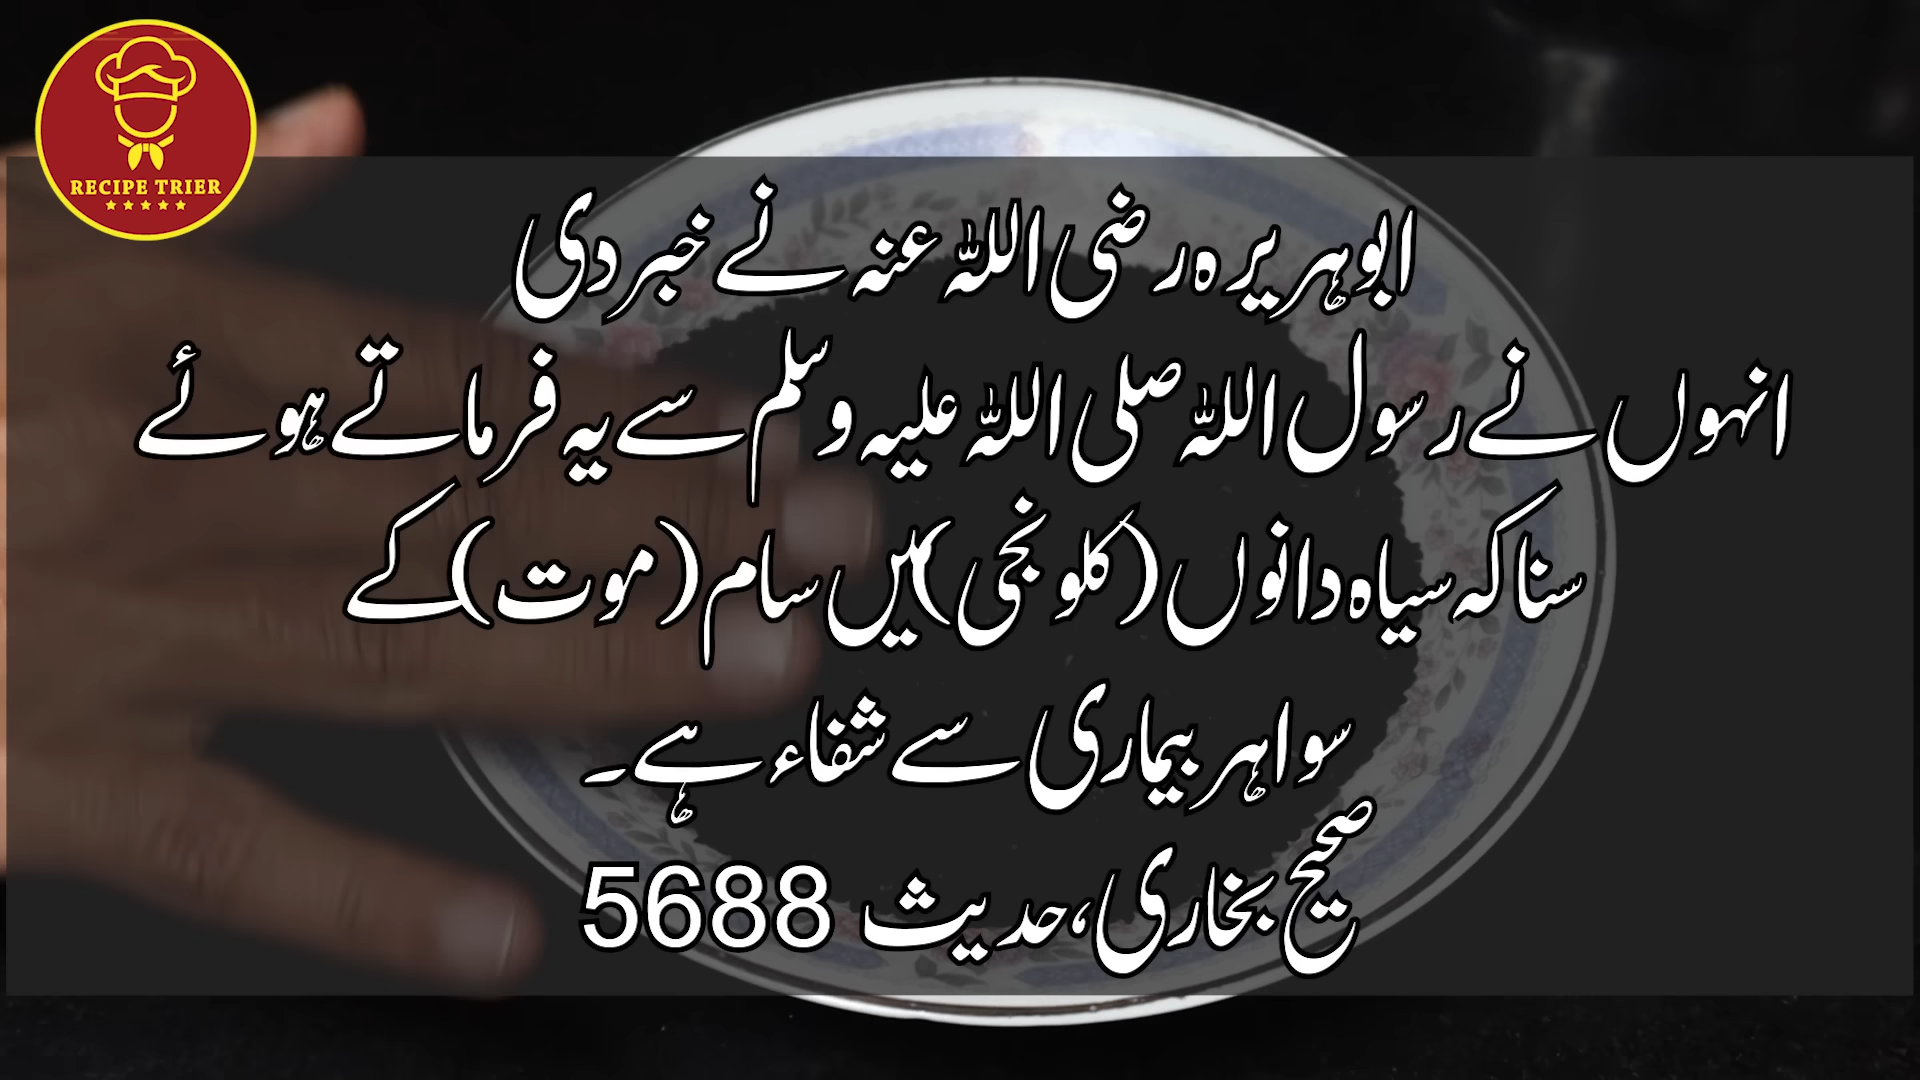 RECIPE TRIER
ابوہریرہ رضی اللہ عنہ نے خبر دی
انہوں نے رسول اللہ صلی اللہ علیہ وسلم سے یہ فرماتے ہوئے
سنا کہ سیاہ دانوں (کلونجی) میں سام (موت) کے
سوا ہر بیماری سے شفاء ہے۔
صحیح بخاری، حدیث 5688